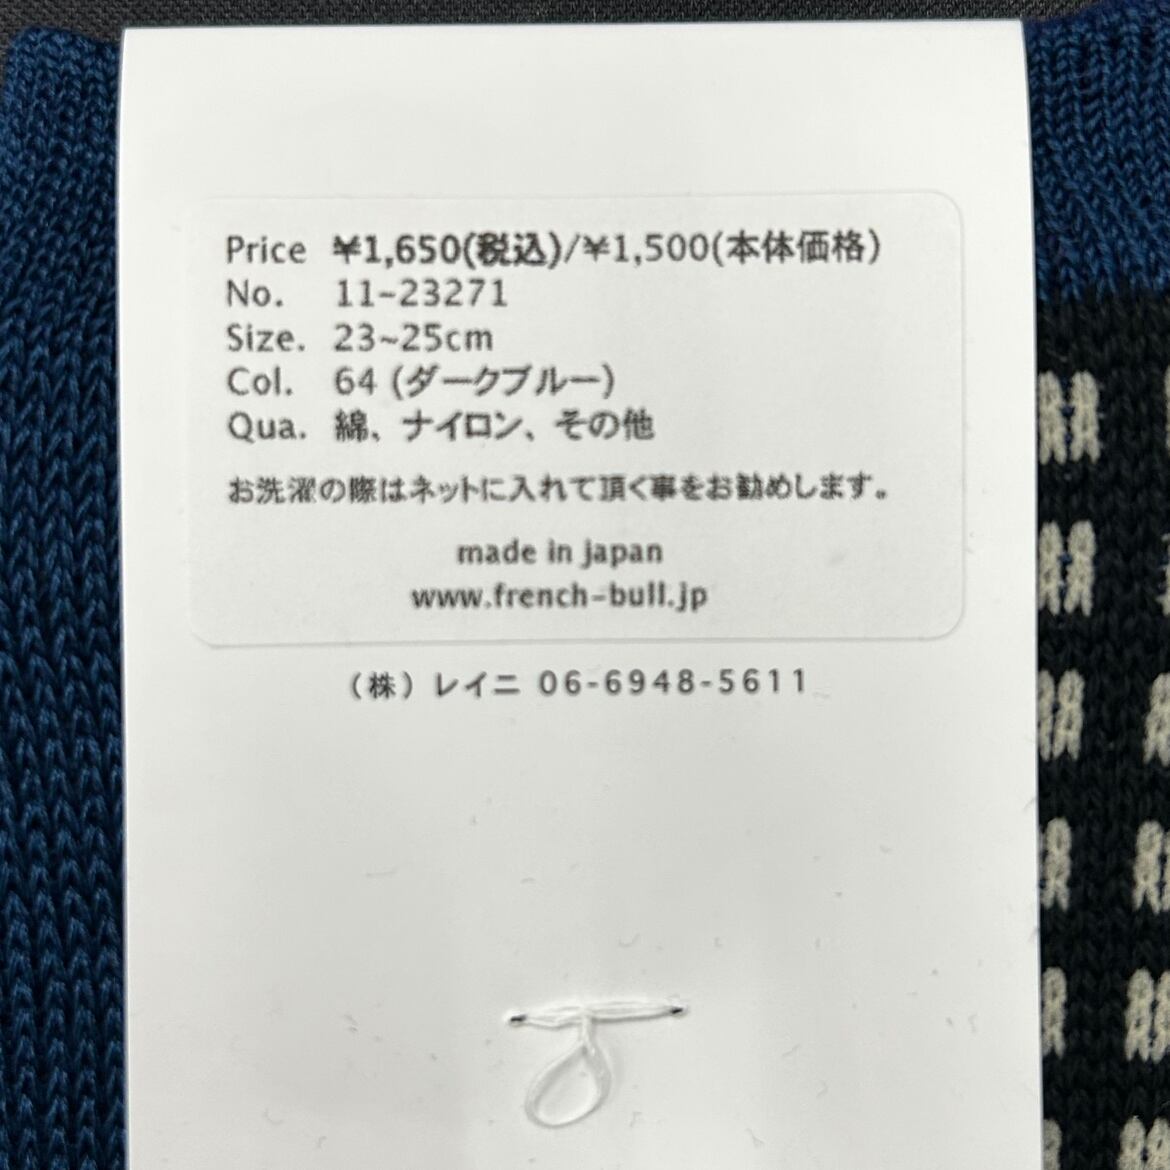 Price ¥1,650(税込)/¥1,500(本体価格)
No. 11-23271
Size. 23~25cm
Col. 64 (ダークブルー)
Qua. 綿、ナイロン、その他
お洗濯の際はネットに入れて頂く事をお勧めします。
made in japan
www.french-bull.jp
(株) レイニ 06-6948-5611